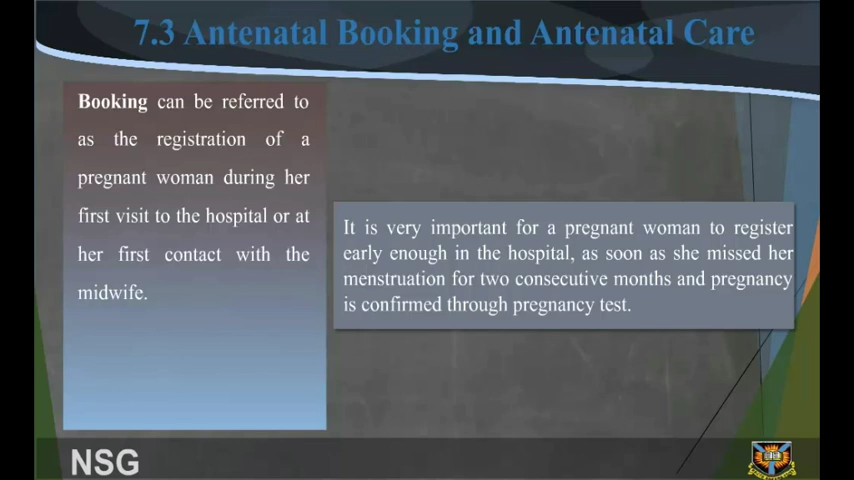 7.3 Antenatal Booking and Antenatal Care
Booking can be referred to
as the registration of a
pregnant woman during her
first visit to the hospital or at
her first contact with the
midwife.
It is very important for a pregnant woman to register
early enough in the hospital, as soon as she missed her
menstruation for two consecutive months and pregnancy
is confirmed through pregnancy test.
NSG